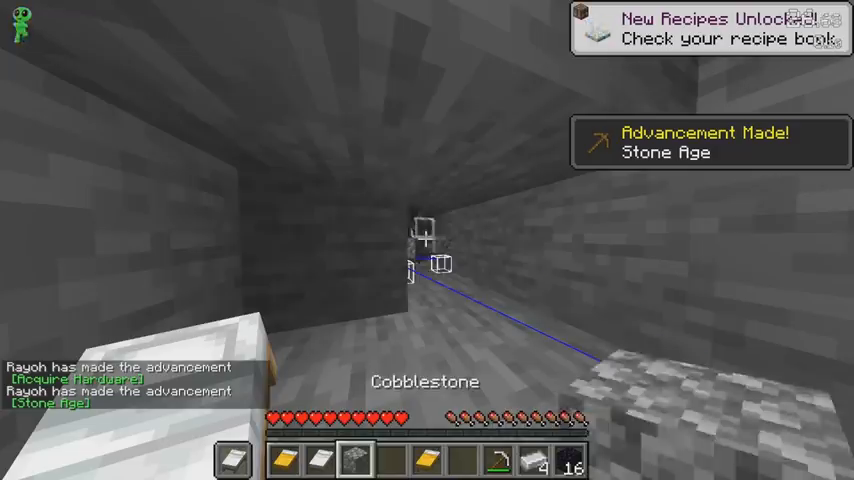 New Recipes Unlocked!
Check your recipe book
Advancement Made!
Stone Age
Rayoh has made the advancement
[Acquire Hardware]
Rayoh has made the advancement
[Stone Age]
Cobblestone
4
16